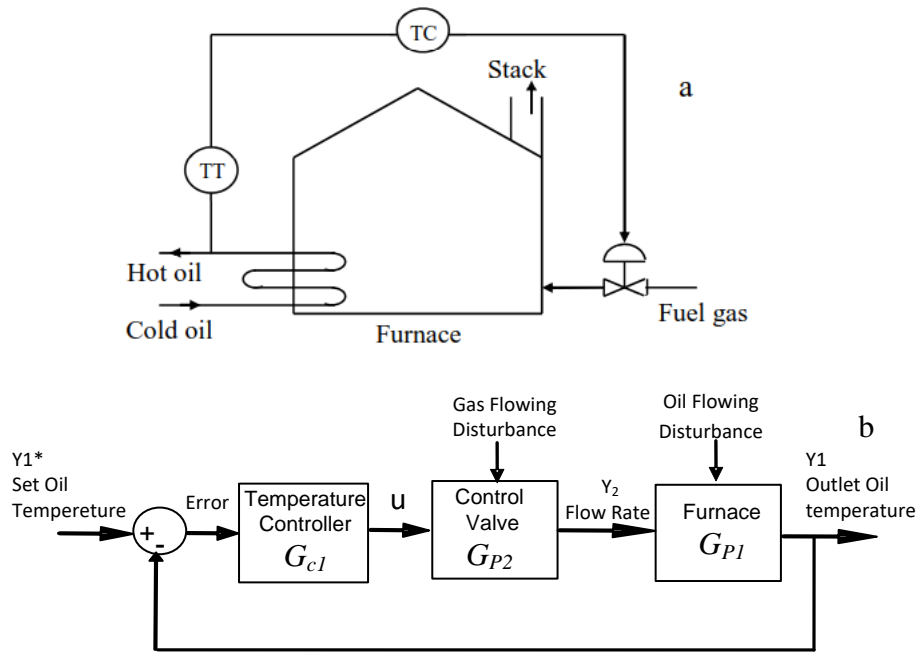 TC
Stack
a
TT
Hot oil
Cold oil
Furnace
Fuel gas
b
Gas Flowing
Disturbance
Oil Flowing
Disturbance
Y1*
Set Oil
Tempereture
+
-
Error
Temperature
Controller
Gc1
u
Control
Valve
GP2
Y2
Flow Rate
Furnace
GP1
Y1
Outlet Oil
temperature